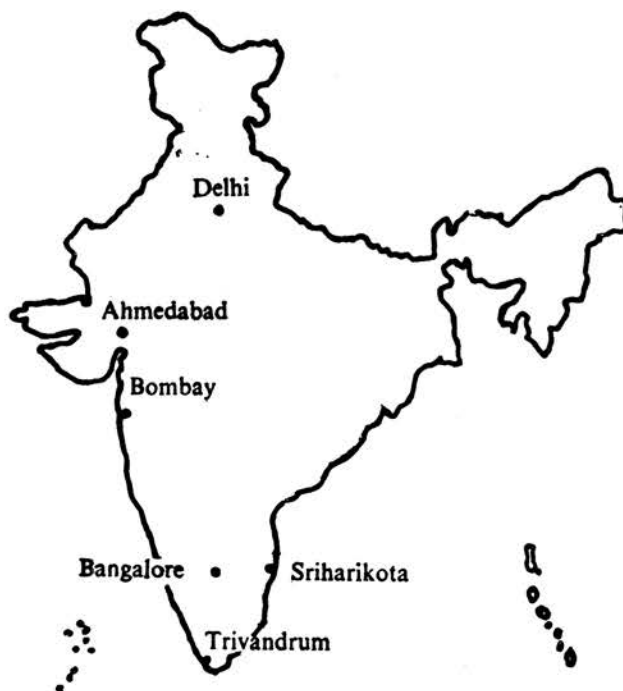 Delhi
Ahmedabad
Bombay
Bangalore
Sriharikota
Trivandrum